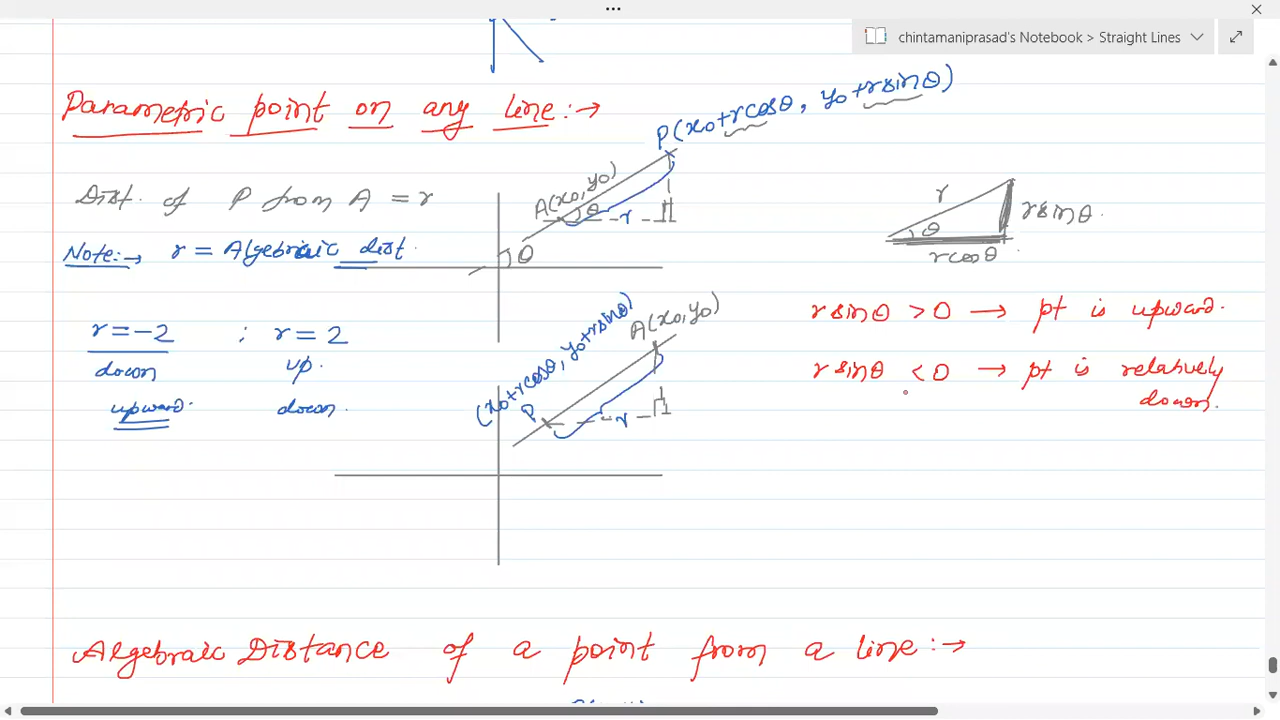 ...
chintamaniprasad's Notebook > Straight Lines
Parametric point on any line:→
P(x₀+rcosθ, y₀+rsinθ)
Dist. of P from A = r
A(x₀,y₀)
θ
r
θ
r
θ
rsinθ.
rcosθ
Note:→ r = Algebraic dist.
r=-2 ; r=2
down up.
upward. down.
(x₀+rcosθ, y₀+rsinθ)
P
A(x₀,y₀)
r
rsinθ > 0 → pt is upward.
rsinθ < 0 → pt is relatively
down.
Algebraic Distance of a point from a line:→